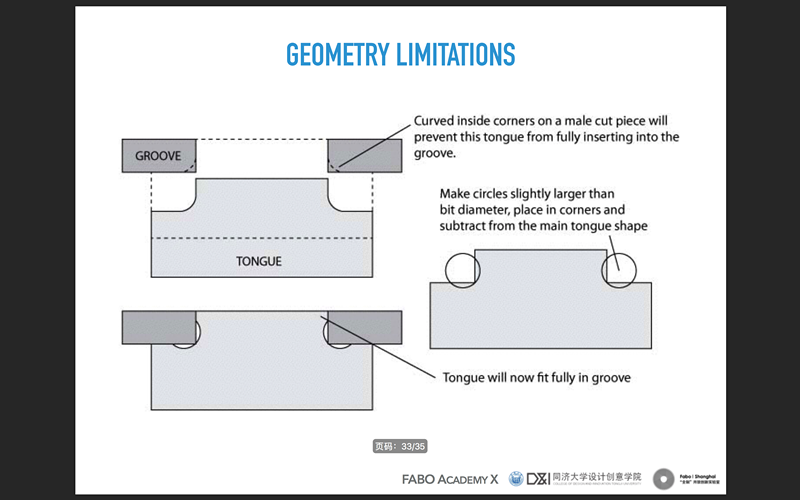 GEOMETRY LIMITATIONS
Curved inside corners on a male cut piece will
prevent this tongue from fully inserting into the
groove.
GROOVE
Make circles slightly larger than
bit diameter, place in corners and
subtract from the main tongue shape
TONGUE
Tongue will now fit fully in groove
页码：33/35
FABO ACADEMY X
同济大学设计创意学院
Fabo | Shanghai